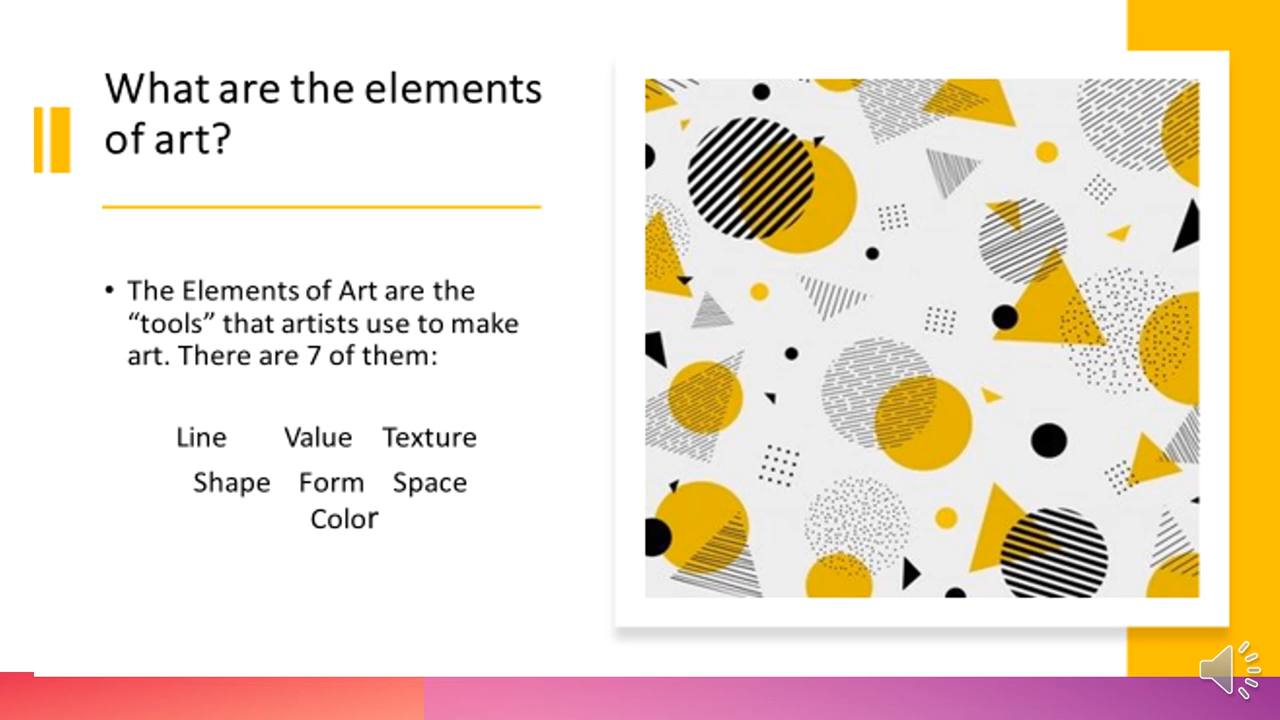 What are the elements
of art?
• The Elements of Art are the
“tools” that artists use to make
art. There are 7 of them:
Line Value Texture
Shape Form Space
Color